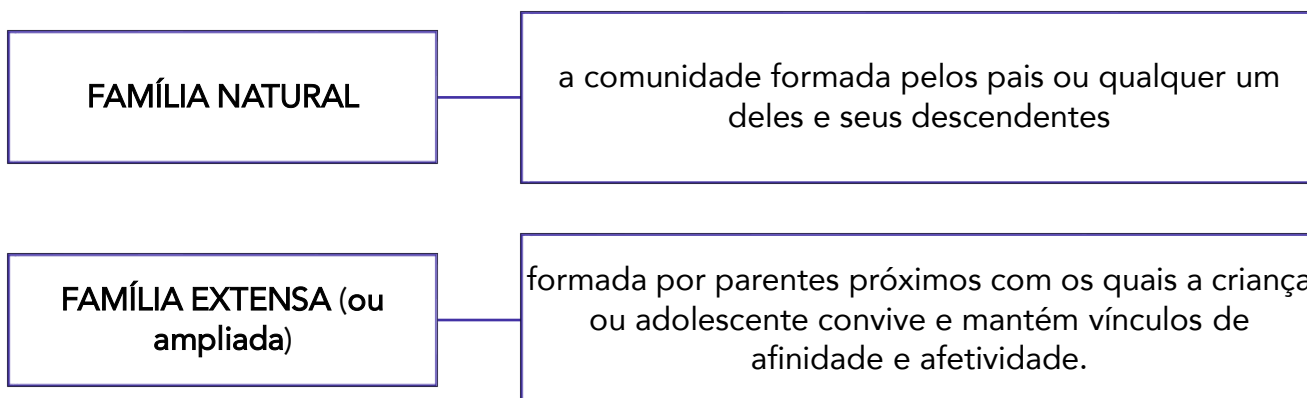 FAMÍLIA NATURAL
a comunidade formada pelos pais ou qualquer um
deles e seus descendentes
FAMÍLIA EXTENSA (ou
ampliada)
formada por parentes próximos com os quais a criança
ou adolescente convive e mantém vínculos de
afinidade e afetividade.